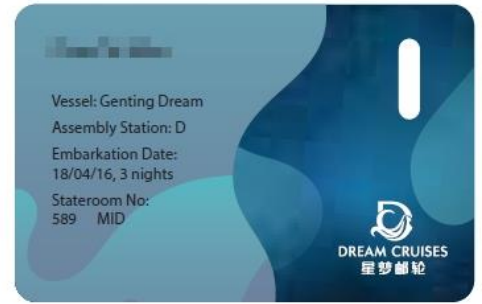 Vessel: Genting Dream
Assembly Station: D
Embarkation Date:
18/04/16, 3 nights
Stateroom No:
589 MID
DREAM CRUISES
星梦邮轮